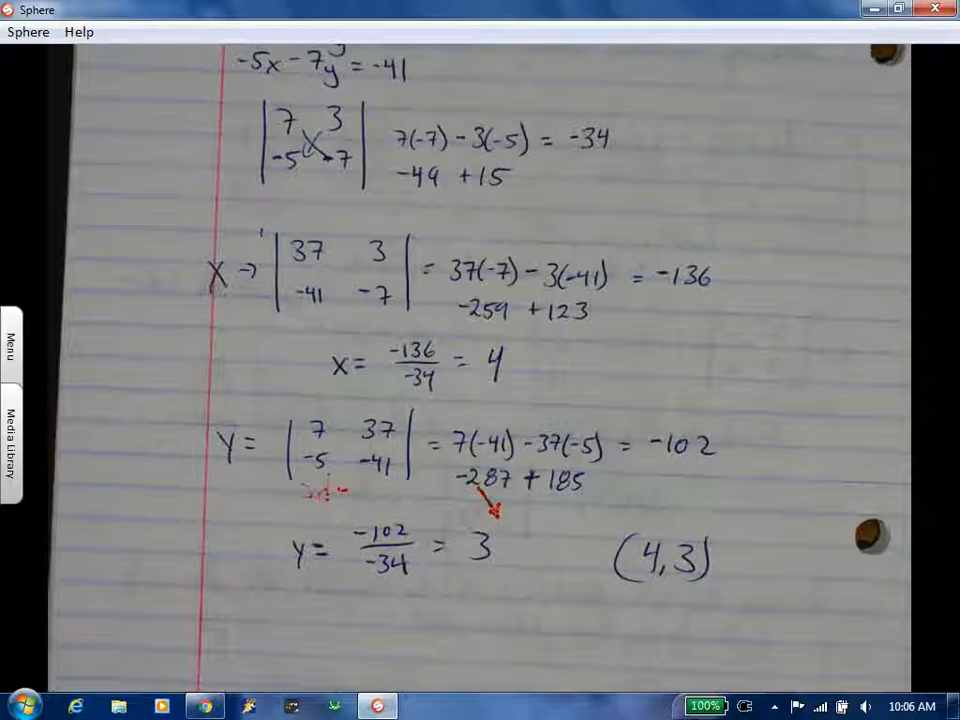 Sphere
Sphere Help
-5x - 7y = -41
7 3
-5 -7
7(-7) - 3(-5) = -34
-49 + 15
X → | 37 3 | = 37(-7) - 3(-41) = -136
-41 -7
-259 + 123
x = -136/-34 = 4
Y = | 7 37 | = 7(-41) - 37(-5) = -102
-5 -41
-287 + 185
y = -102/-34 = 3 (4,3)
Menu
Media Library
100%
10:06 AM